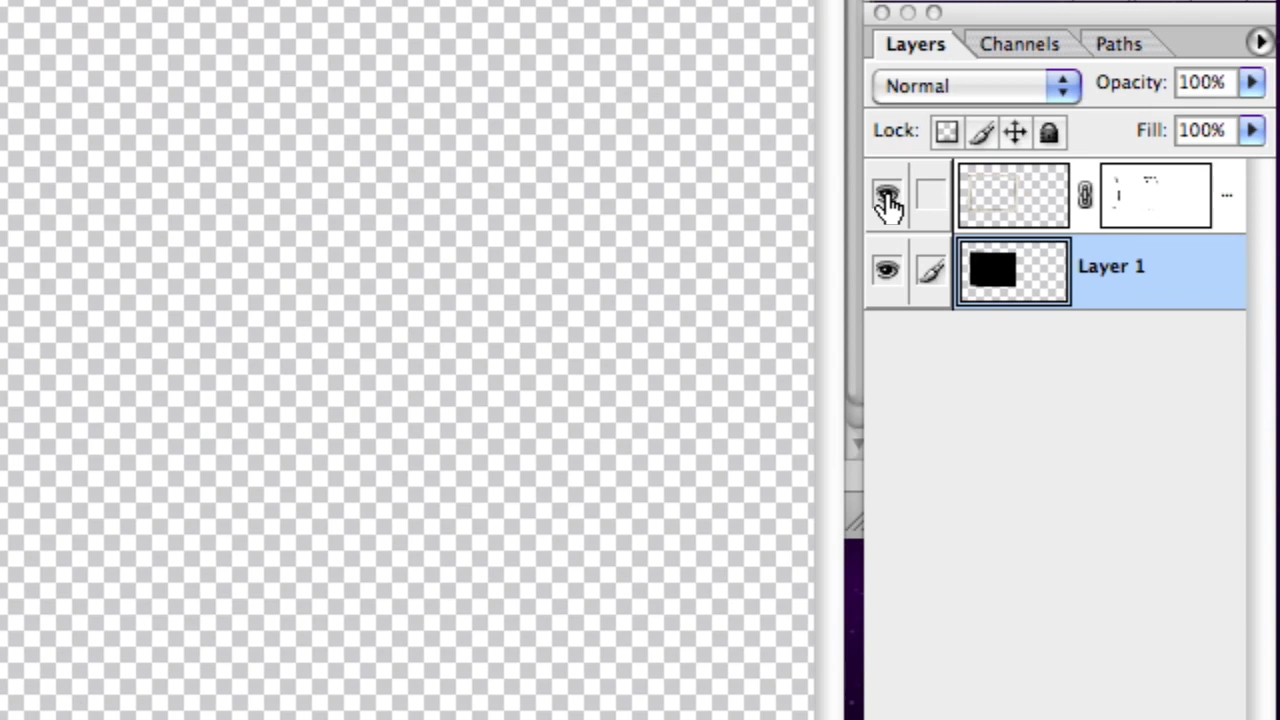 Layers Channels Paths
Normal Opacity: 100%
Lock: Fill: 100%
...
Layer 1